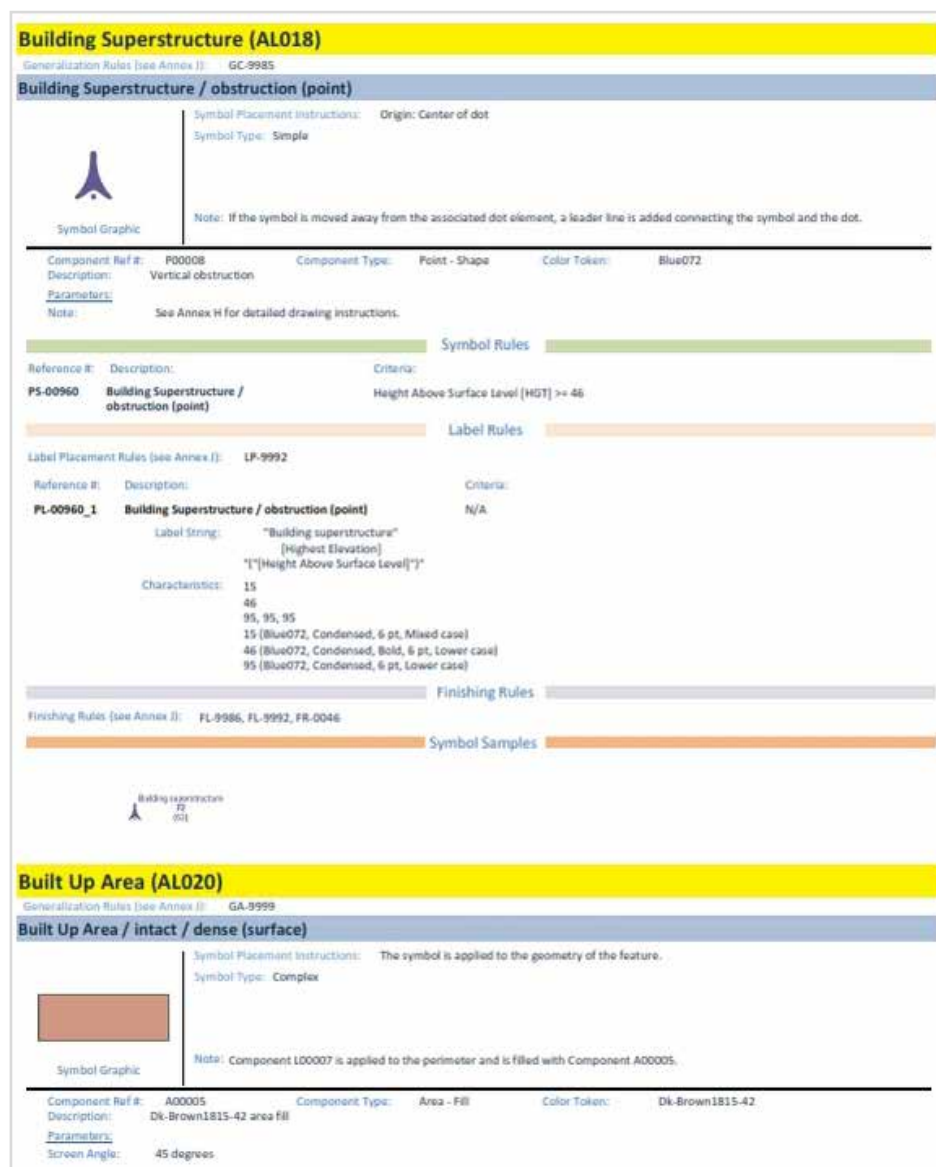 Building Superstructure (AL018)
Generalization Rules (see Annex J): GC-9985
Building Superstructure / obstruction (point)
Symbol Placement Instructions: Origin: Center of dot
Symbol Type: Simple
Note: If the symbol is moved away from the associated dot element, a leader line is added connecting the symbol and the dot.
Symbol Graphic
Component Ref #: P00008 Component Type: Point - Shape Color Token: Blue072
Description: Vertical obstruction
Parameters:
Note: See Annex H for detailed drawing instructions.
Symbol Rules
Reference #: Description: Criteria:
PS-00960 Building Superstructure / Height Above Surface Level [HGT] >= 46
obstruction (point)
Label Rules
Label Placement Rules (see Annex J): LP-9992
Reference #: Description: Criteria:
PL-00960_1 Building Superstructure / obstruction (point) N/A
Label String: "Building superstructure"
[Highest Elevation]
"("[Height Above Surface Level]")"
Characteristics: 15
46
95, 95, 95
15 (Blue072, Condensed, 6 pt, Mixed case)
46 (Blue072, Condensed, Bold, 6 pt, Lower case)
95 (Blue072, Condensed, 6 pt, Lower case)
Finishing Rules
Finishing Rules (see Annex J): FL-9986, FL-9992, FR-0046
Symbol Samples
Building superstructure
72
Built Up Area (AL020)
Generalization Rules (see Annex J): GA-9999
Built Up Area / intact / dense (surface)
Symbol Placement Instructions: The symbol is applied to the geometry of the feature.
Symbol Type: Complex
Note: Component L00007 is applied to the perimeter and is filled with Component A00005.
Symbol Graphic
Component Ref #: A00005 Component Type: Area - Fill Color Token: Dk-Brown1815-42
Description: Dk-Brown1815-42 area fill
Parameters:
Screen Angle: 45 degrees